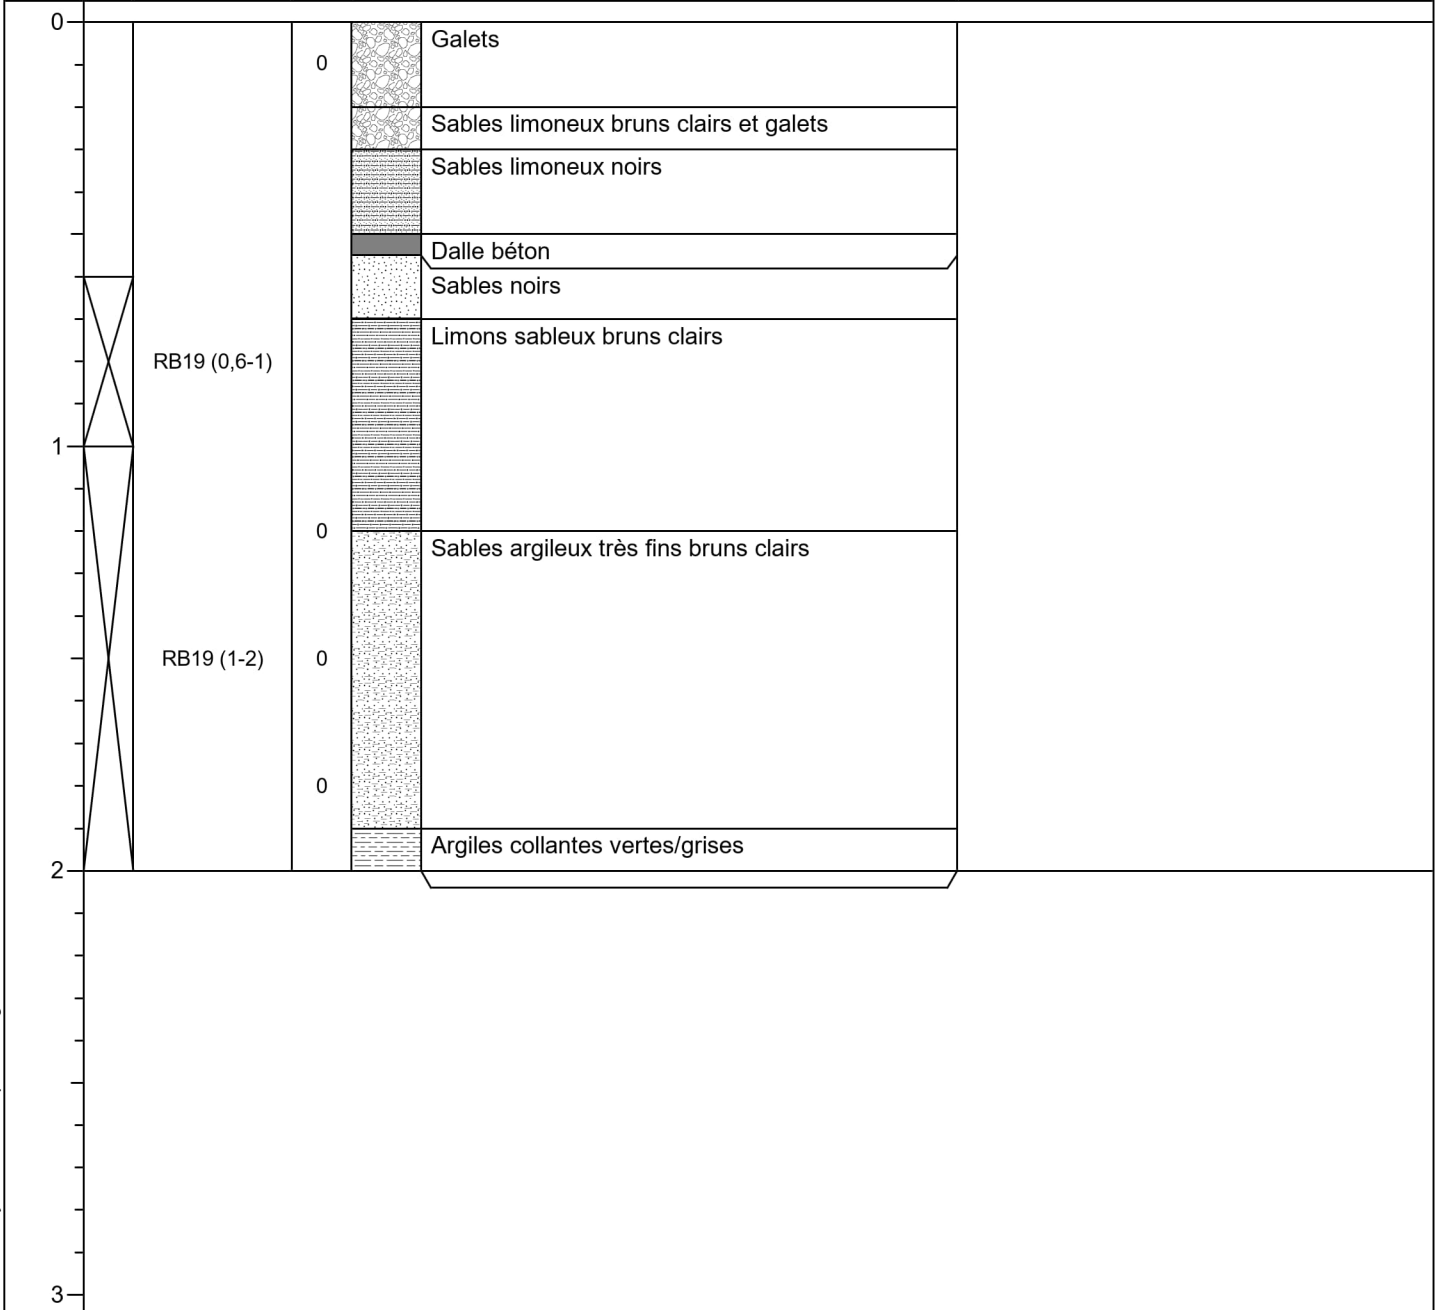 0
0
Galets
Sables limoneux bruns clairs et galets
Sables limoneux noirs
Dalle béton
Sables noirs
Limons sableux bruns clairs
RB19 (0,6-1)
1
0
Sables argileux très fins bruns clairs
RB19 (1-2)
0
0
Argiles collantes vertes/grises
2
3